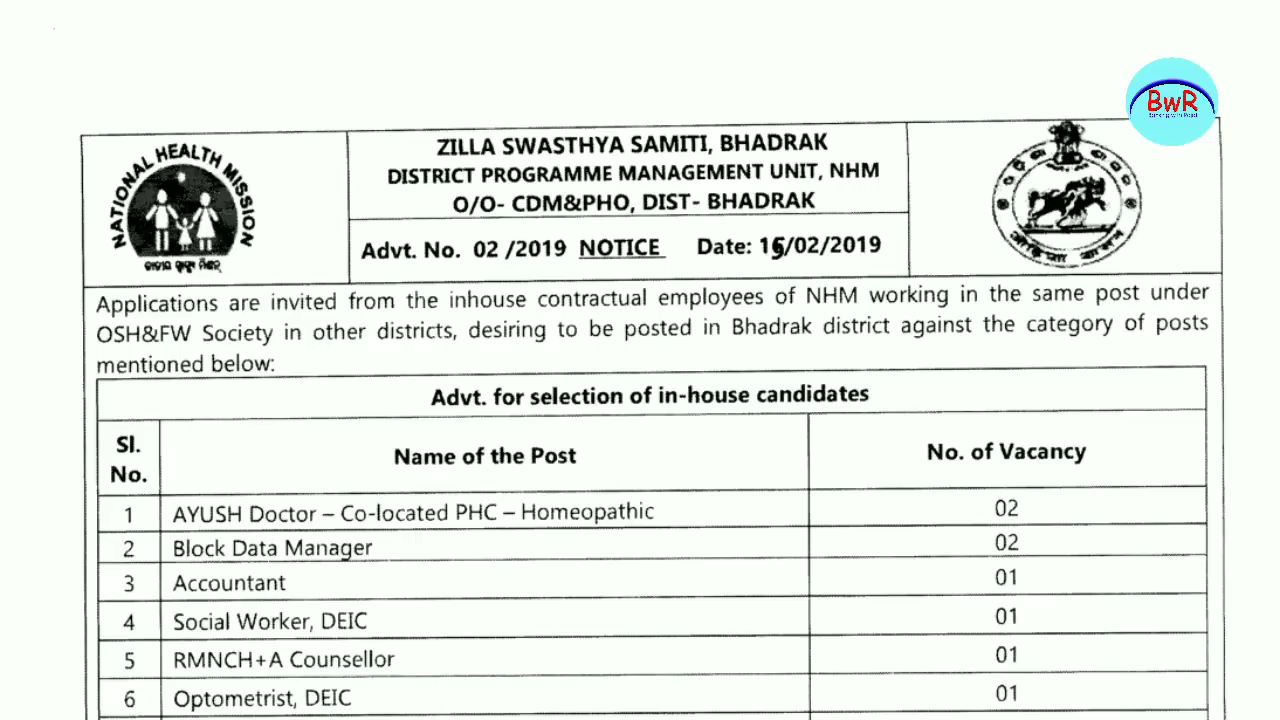 BwR
Banking with Rasid
NATIONAL HEALTH MISSION
ZILLA SWASTHYA SAMITI, BHADRAK
DISTRICT PROGRAMME MANAGEMENT UNIT, NHM
O/O- CDM&PHO, DIST- BHADRAK
Advt. No. 02 /2019 NOTICE Date: 15/02/2019
Applications are invited from the inhouse contractual employees of NHM working in the same post under
OSH&FW Society in other districts, desiring to be posted in Bhadrak district against the category of posts
mentioned below:
Advt. for selection of in-house candidates
Sl. No. Name of the Post No. of Vacancy
1 AYUSH Doctor – Co-located PHC – Homeopathic 02
2 Block Data Manager 02
3 Accountant 01
4 Social Worker, DEIC 01
5 RMNCH+A Counsellor 01
6 Optometrist, DEIC 01